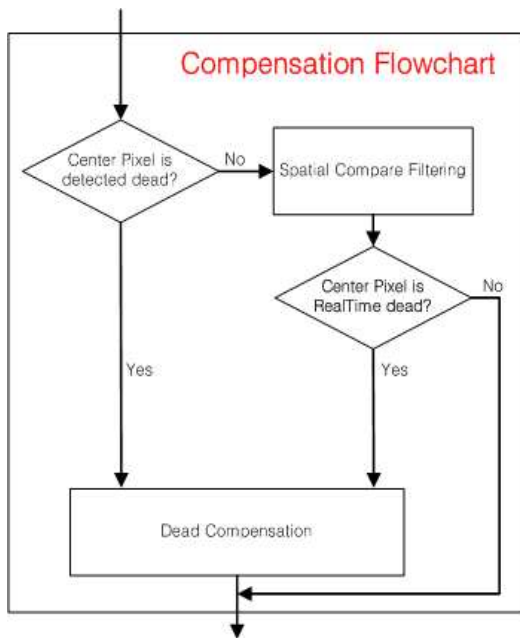 Compensation Flowchart
Center Pixel is
detected dead?
No
Spatial Compare Filtering
Center Pixel is
RealTime dead?
No
Yes
Yes
Dead Compensation